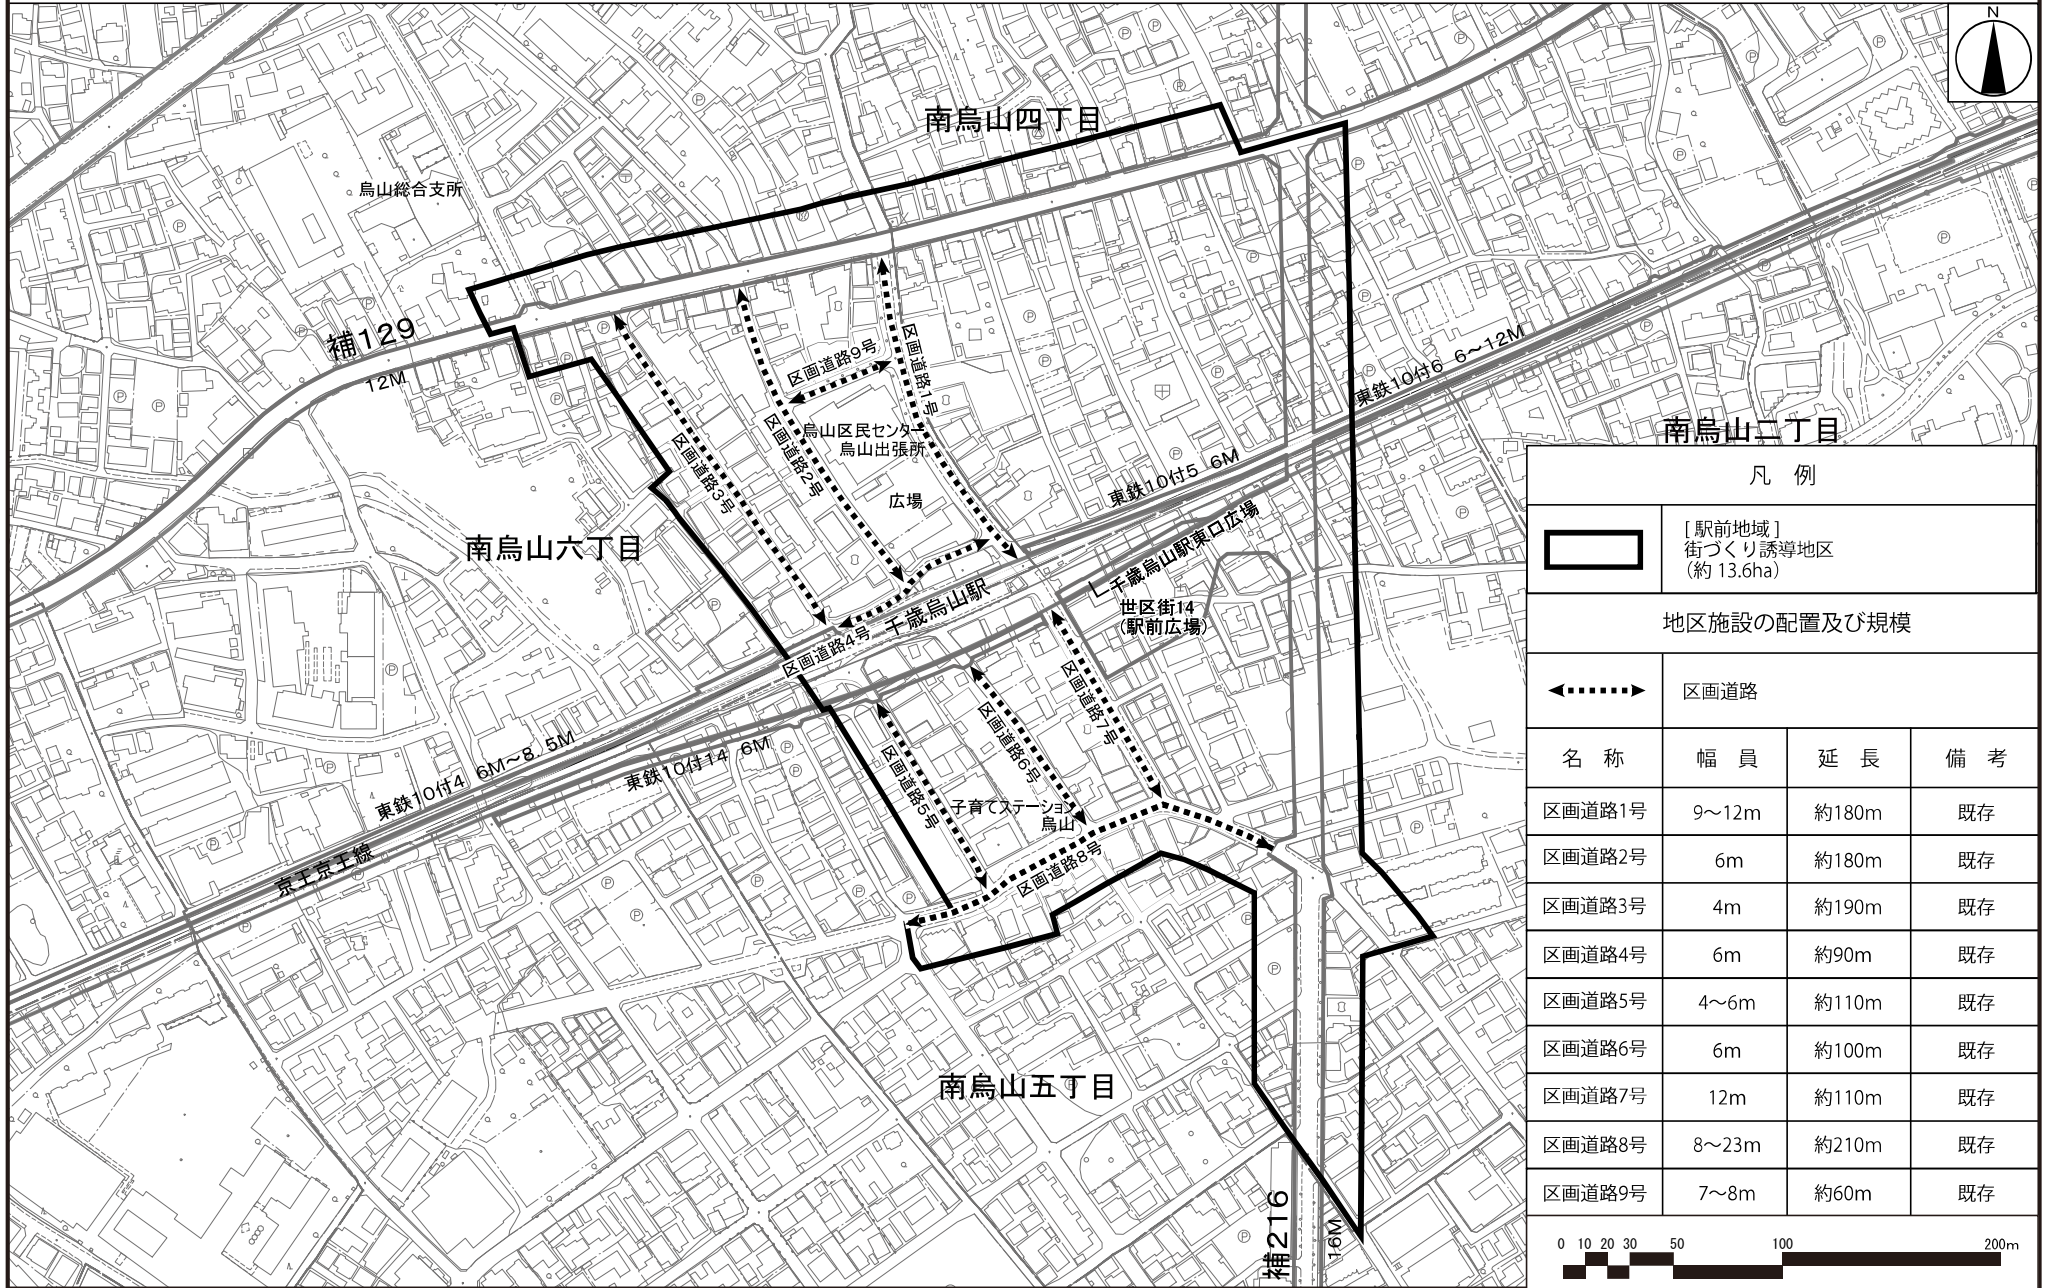 N
南烏山四丁目
烏山総合支所
補129
12M
区画道路9号
区画道路1号
東鉄10付6 6～12M
南烏山二丁目
区画道路3号
区画道路2号
烏山区民センター
烏山出張所
広場
東鉄10付5 6M
千歳烏山駅東口広場
南烏山六丁目
千歳烏山駅
世区街14
(駅前広場)
区画道路4号
区画道路7号
区画道路6号
区画道路5号
東鉄10付4 6M～8.5M
東鉄10付14 6M
子育てステーション
烏山
区画道路8号
京王京王線
南烏山五丁目
補216
16M
凡 例
[駅前地域]
街づくり誘導地区
(約 13.6ha)
地区施設の配置及び規模
区画道路
名 称 幅 員 延 長 備 考
区画道路1号 9～12m 約180m 既存
区画道路2号 6m 約180m 既存
区画道路3号 4m 約190m 既存
区画道路4号 6m 約90m 既存
区画道路5号 4～6m 約110m 既存
区画道路6号 6m 約100m 既存
区画道路7号 12m 約110m 既存
区画道路8号 8～23m 約210m 既存
区画道路9号 7～8m 約60m 既存
0 10 20 30 50 100 200m